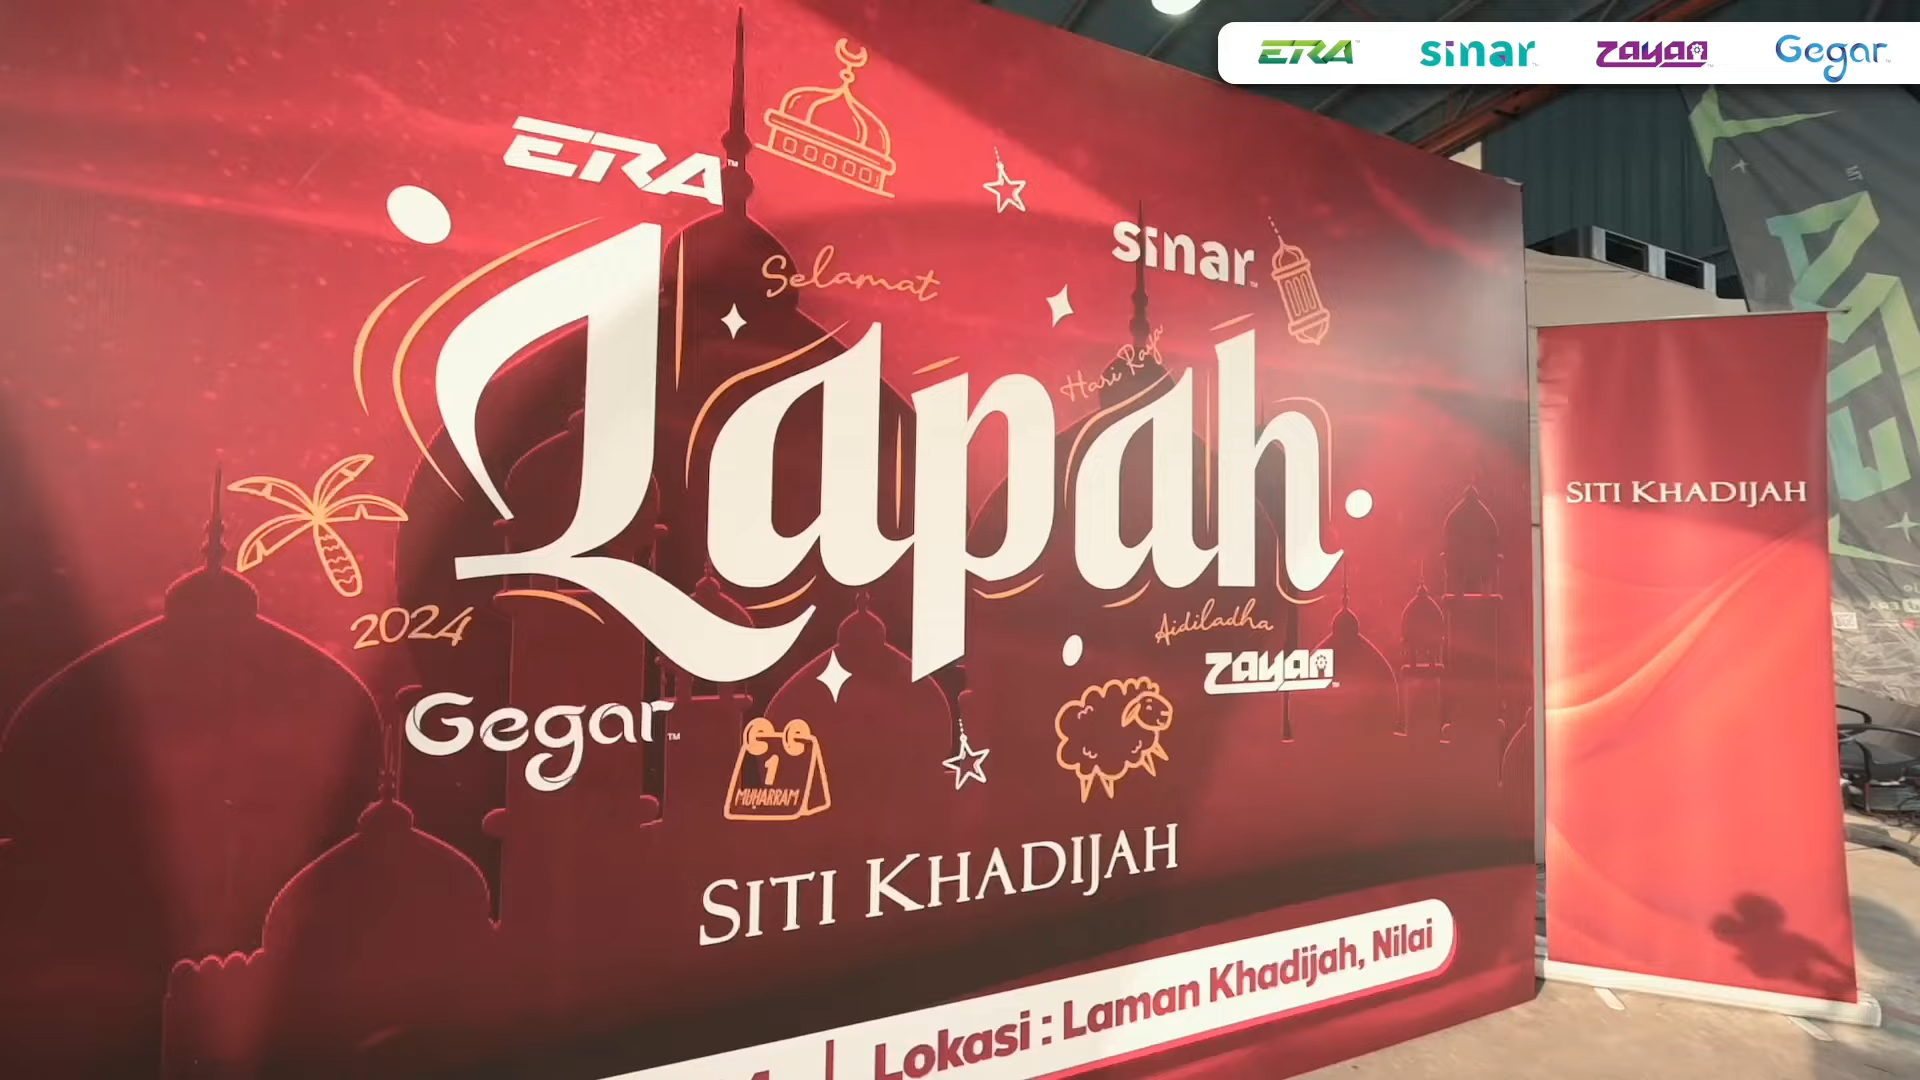 ERA sinar zayan Gegar
ERA
sinar
Selamat
Hari Raya
Lapah
Aidiladha
2024
zayan
Gegar
1
MUHARRAM
SITI KHADIJAH
Lokasi : Laman Khadijah, Nilai
SITI KHADIJAH